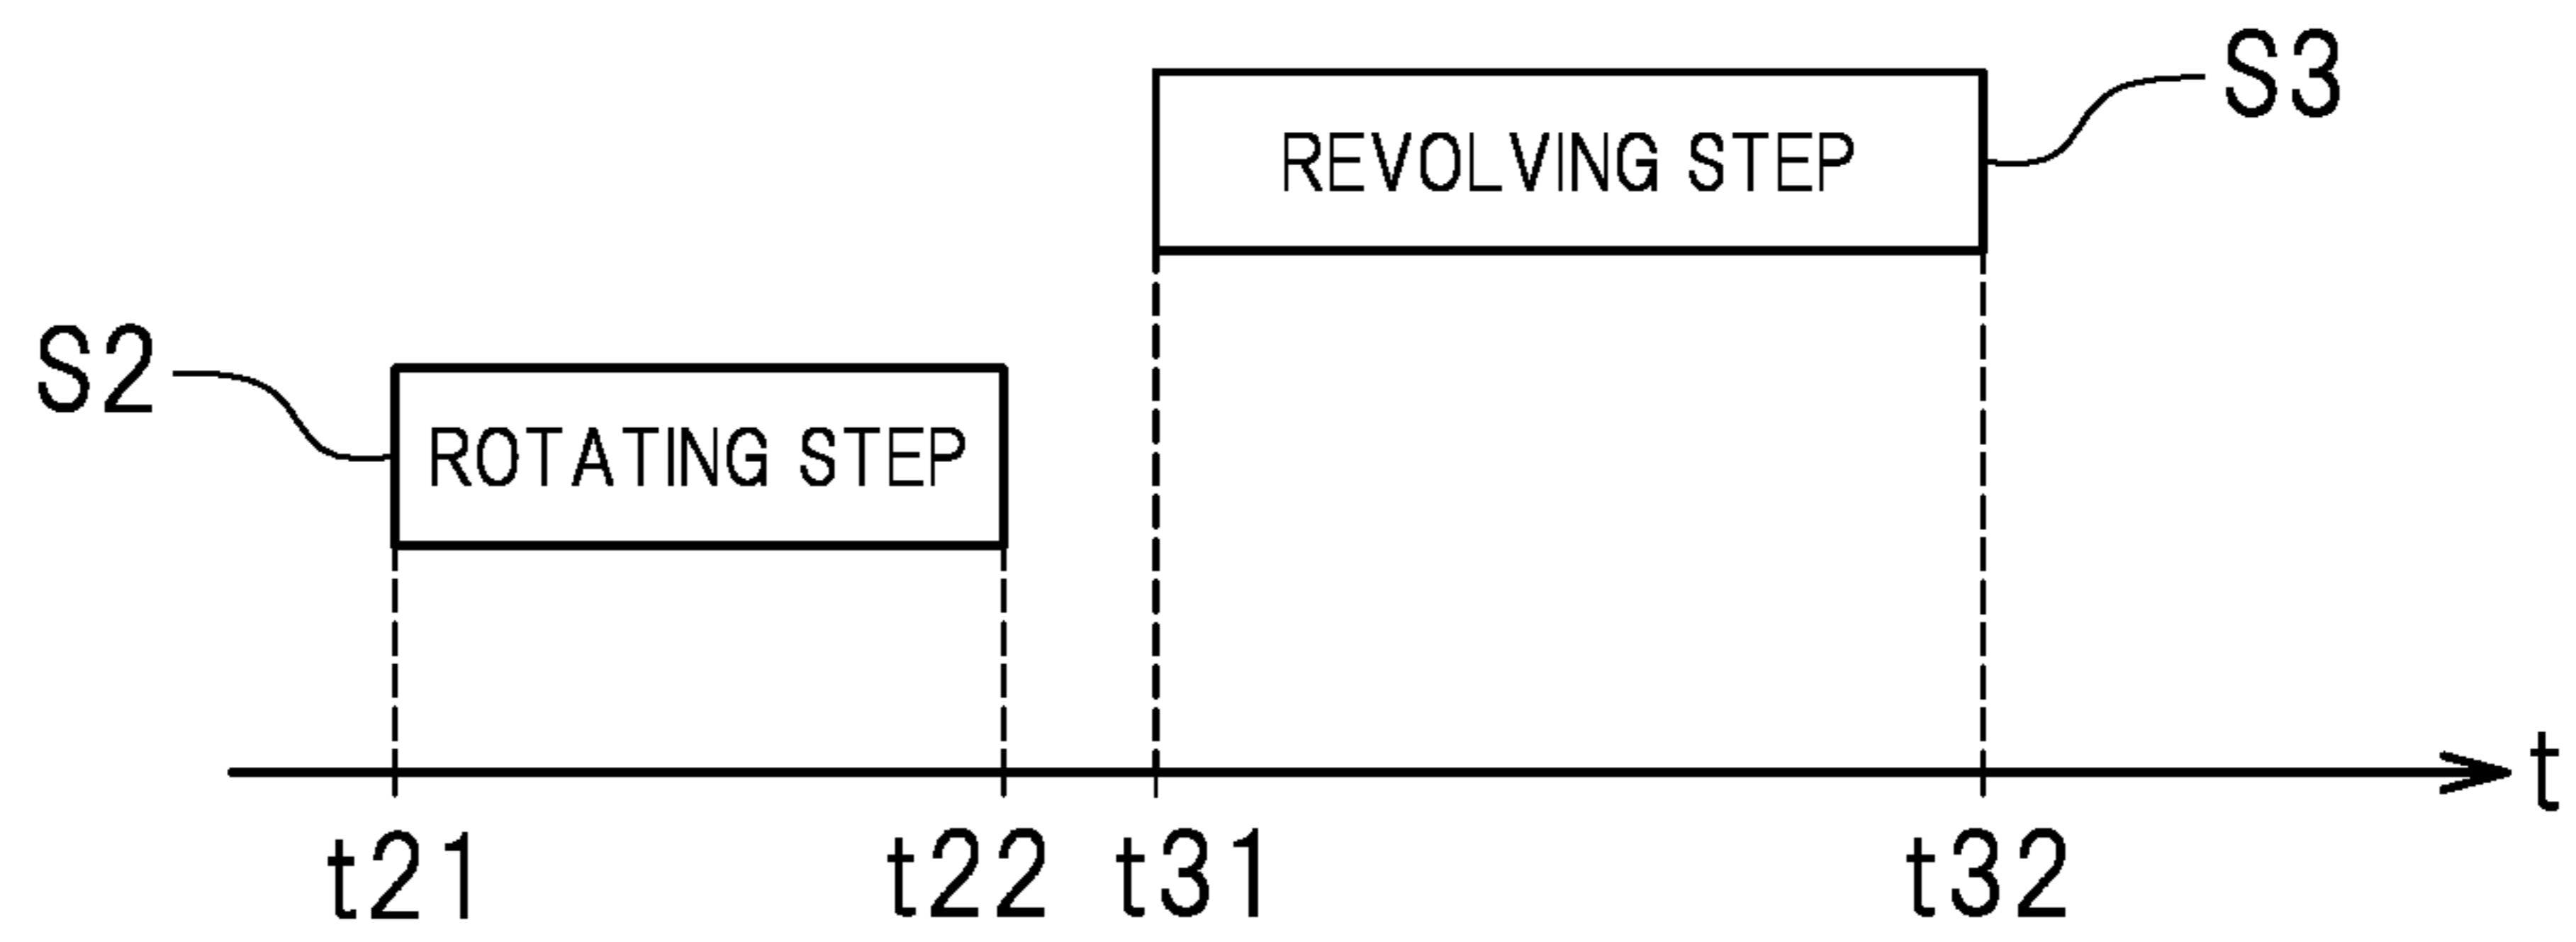 S3
REVOLVING STEP
S2
ROTATING STEP
t
t21 t22 t31 t32